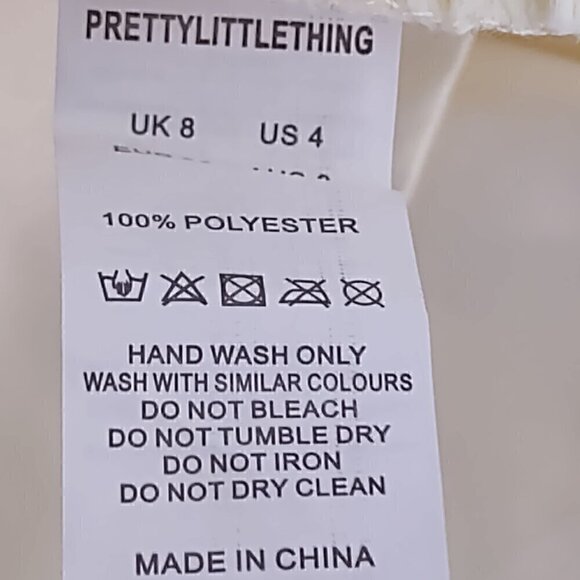 PRETTYLITTLETHING
UK 8 US 4
100% POLYESTER
HAND WASH ONLY
WASH WITH SIMILAR COLOURS
DO NOT BLEACH
DO NOT TUMBLE DRY
DO NOT IRON
DO NOT DRY CLEAN
MADE IN CHINA